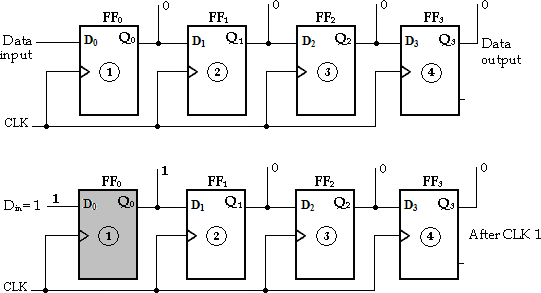 0 0 0 0
FF₀ FF₁ FF₂ FF₃
Data input D₀ Q₀ D₁ Q₁ D₂ Q₂ D₃ Q₃ Data output
1 2 3 4
CLK
1 0 0 0
FF₀ FF₁ FF₂ FF₃
Din= 1 1 D₀ Q₀ D₁ Q₁ D₂ Q₂ D₃ Q₃
1 2 3 4 After CLK 1
CLK